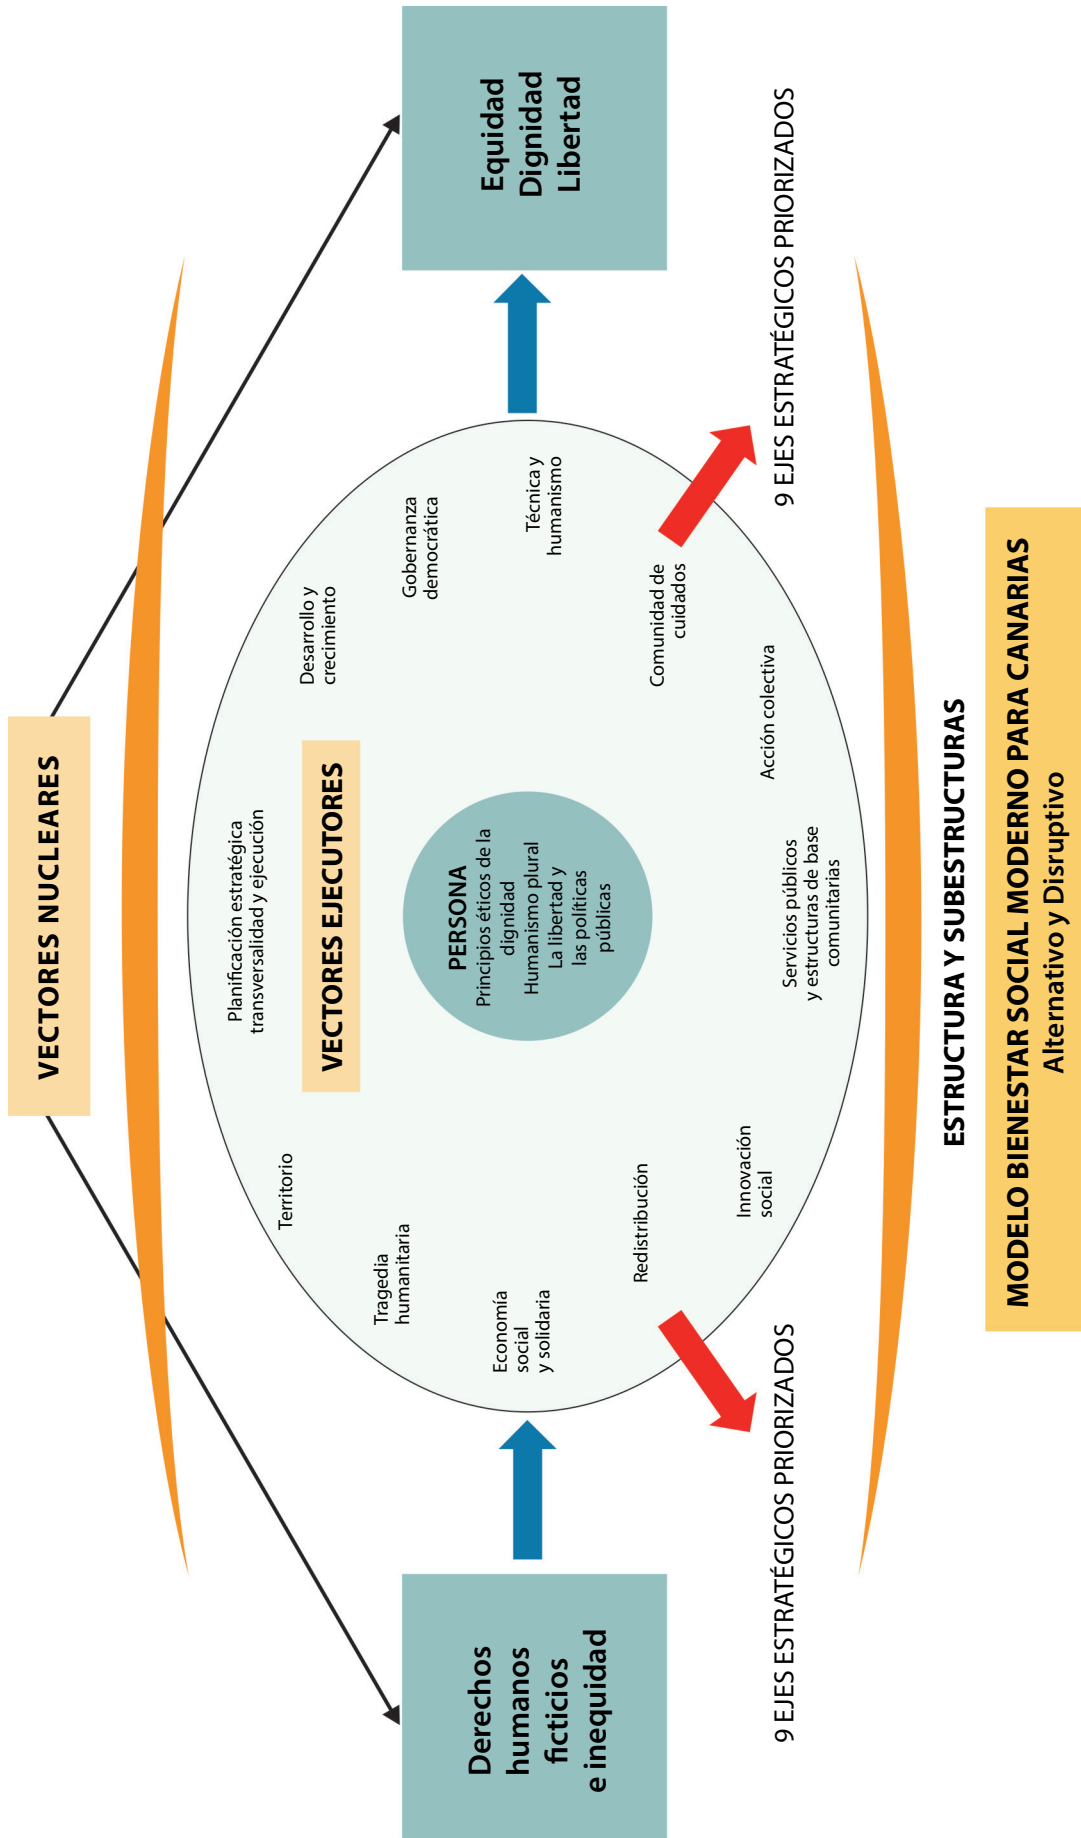 VECTORES NUCLEARES
Derechos
humanos
ficticios
e inequidad
Equidad
Dignidad
Libertad
Planificación estratégica
transversalidad y ejecución
VECTORES EJECUTORES
Territorio
Tragedia
humanitaria
Economía
social
y solidaria
Redistribución
Innovación
social
PERSONA
Principios éticos de la
dignidad
Humanismo plural
La libertad y
las políticas
públicas
Desarrollo y
crecimiento
Gobernanza
democrática
Técnica y
humanismo
Comunidad de
cuidados
Acción colectiva
Servicios públicos
y estructuras de base
comunitarias
9 EJES ESTRATÉGICOS PRIORIZADOS
9 EJES ESTRATÉGICOS PRIORIZADOS
ESTRUCTURA Y SUBESTRUCTURAS
MODELO BIENESTAR SOCIAL MODERNO PARA CANARIAS
Alternativo y Disruptivo